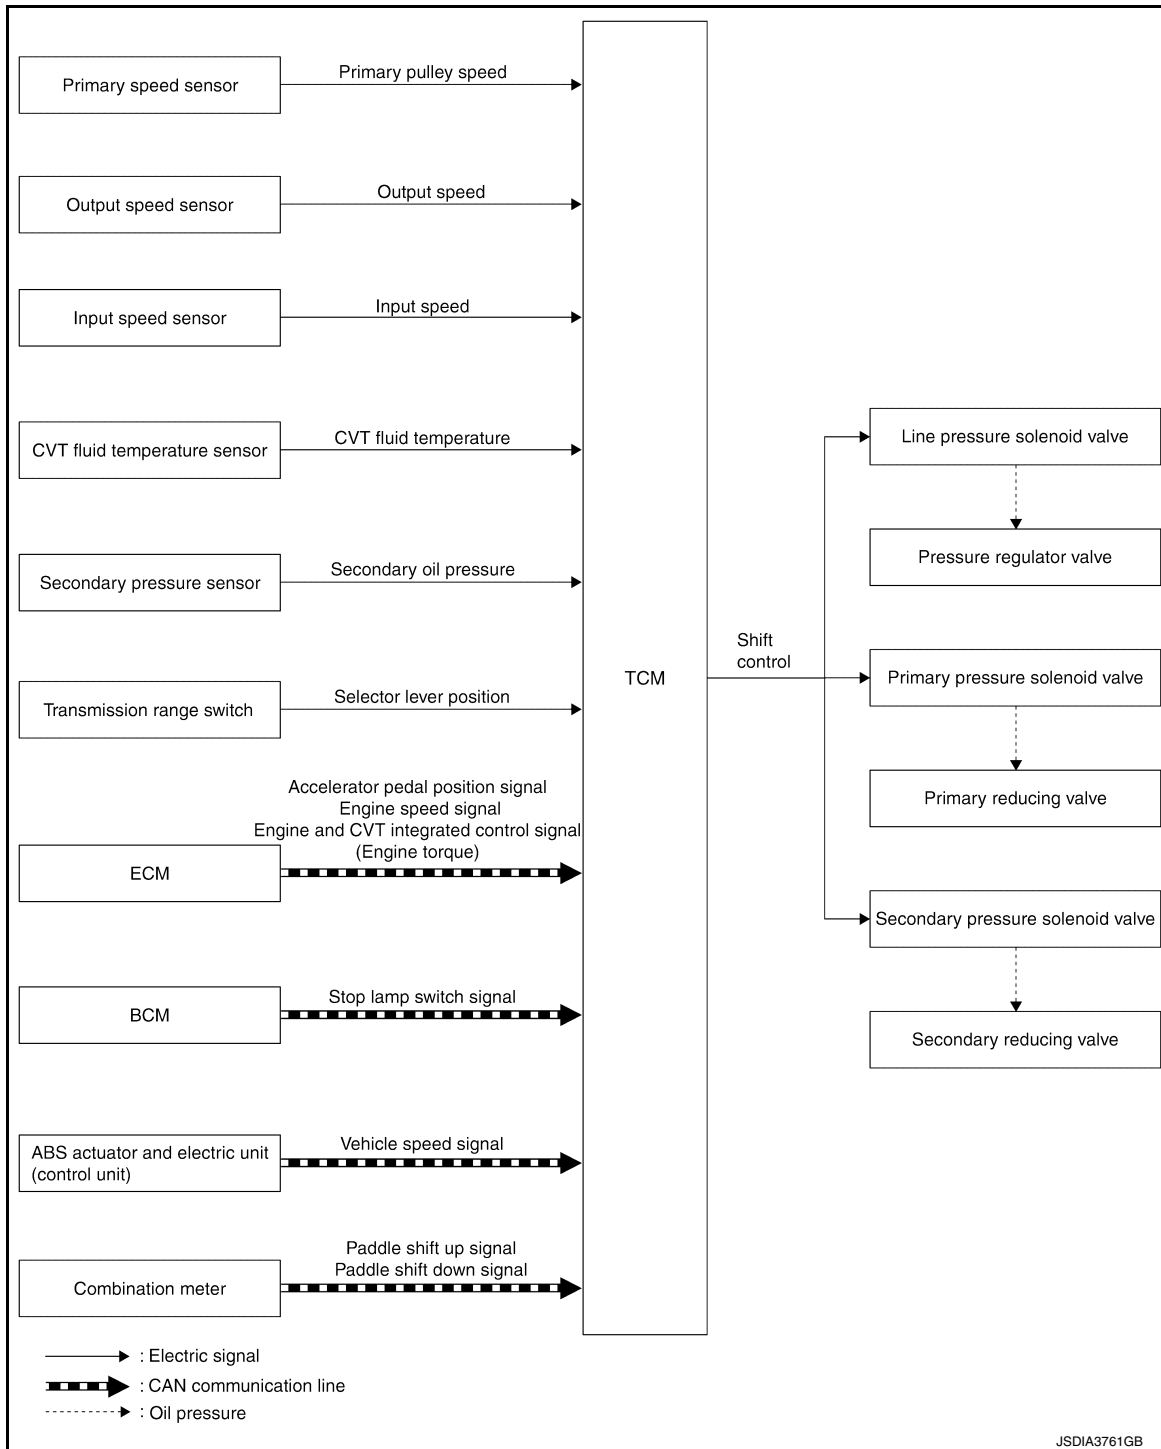 Primary speed sensor
Primary pulley speed
Output speed sensor
Output speed
Input speed sensor
Input speed
CVT fluid temperature sensor
CVT fluid temperature
Secondary pressure sensor
Secondary oil pressure
Transmission range switch
Selector lever position
ECM
Accelerator pedal position signal
Engine speed signal
Engine and CVT integrated control signal
(Engine torque)
BCM
Stop lamp switch signal
ABS actuator and electric unit
(control unit)
Vehicle speed signal
Combination meter
Paddle shift up signal
Paddle shift down signal
TCM
Shift
control
Line pressure solenoid valve
Pressure regulator valve
Primary pressure solenoid valve
Primary reducing valve
Secondary pressure solenoid valve
Secondary reducing valve
: Electric signal
: CAN communication line
: Oil pressure
JSDIA3761GB